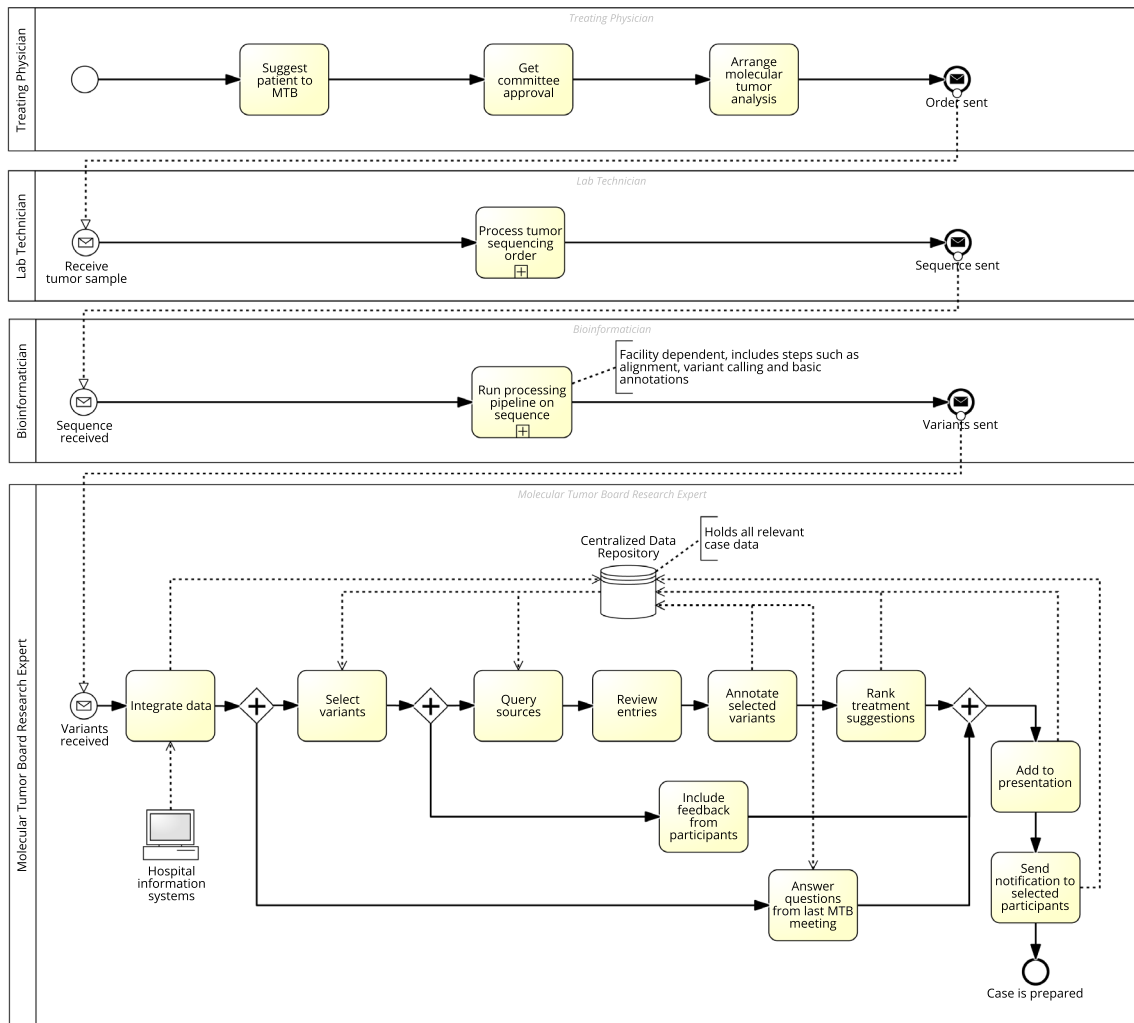 Treating Physician
Treating Physician
Suggest
patient to
MTB
Get
committee
approval
Arrange
molecular
tumor
analysis
Order sent
Lab Technician
Lab Technician
Receive
tumor sample
Process tumor
sequencing
order
Sequence sent
Bioinformatician
Bioinformatician
Sequence
received
Run processing
pipeline on
sequence
Facility dependent, includes steps such as
alignment, variant calling and basic
annotations
Variants sent
Molecular Tumor Board Research Expert
Molecular Tumor Board Research Expert
Centralized Data
Repository
Holds all relevant
case data
Variants
received
Integrate data
Select
variants
Query
sources
Review
entries
Annotate
selected
variants
Rank
treatment
suggestions
Add to
presentation
Include
feedback
from
participants
Hospital
information
systems
Answer
questions
from last MTB
meeting
Send
notification to
selected
participants
Case is prepared